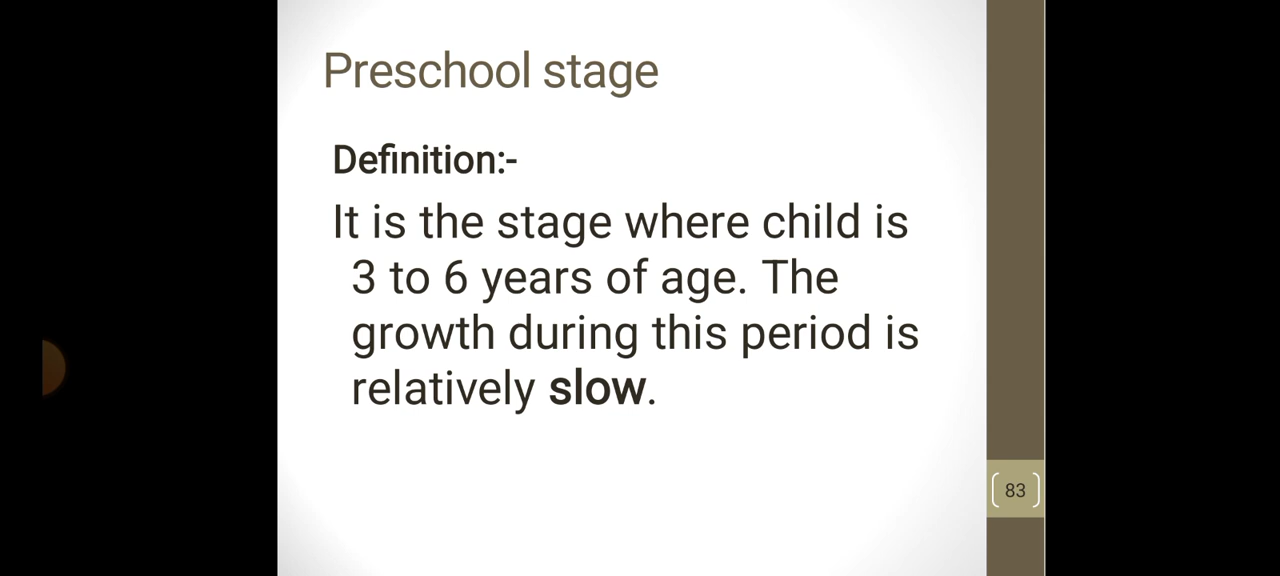 Preschool stage
Definition:-
It is the stage where child is
3 to 6 years of age. The
growth during this period is
relatively slow.
83